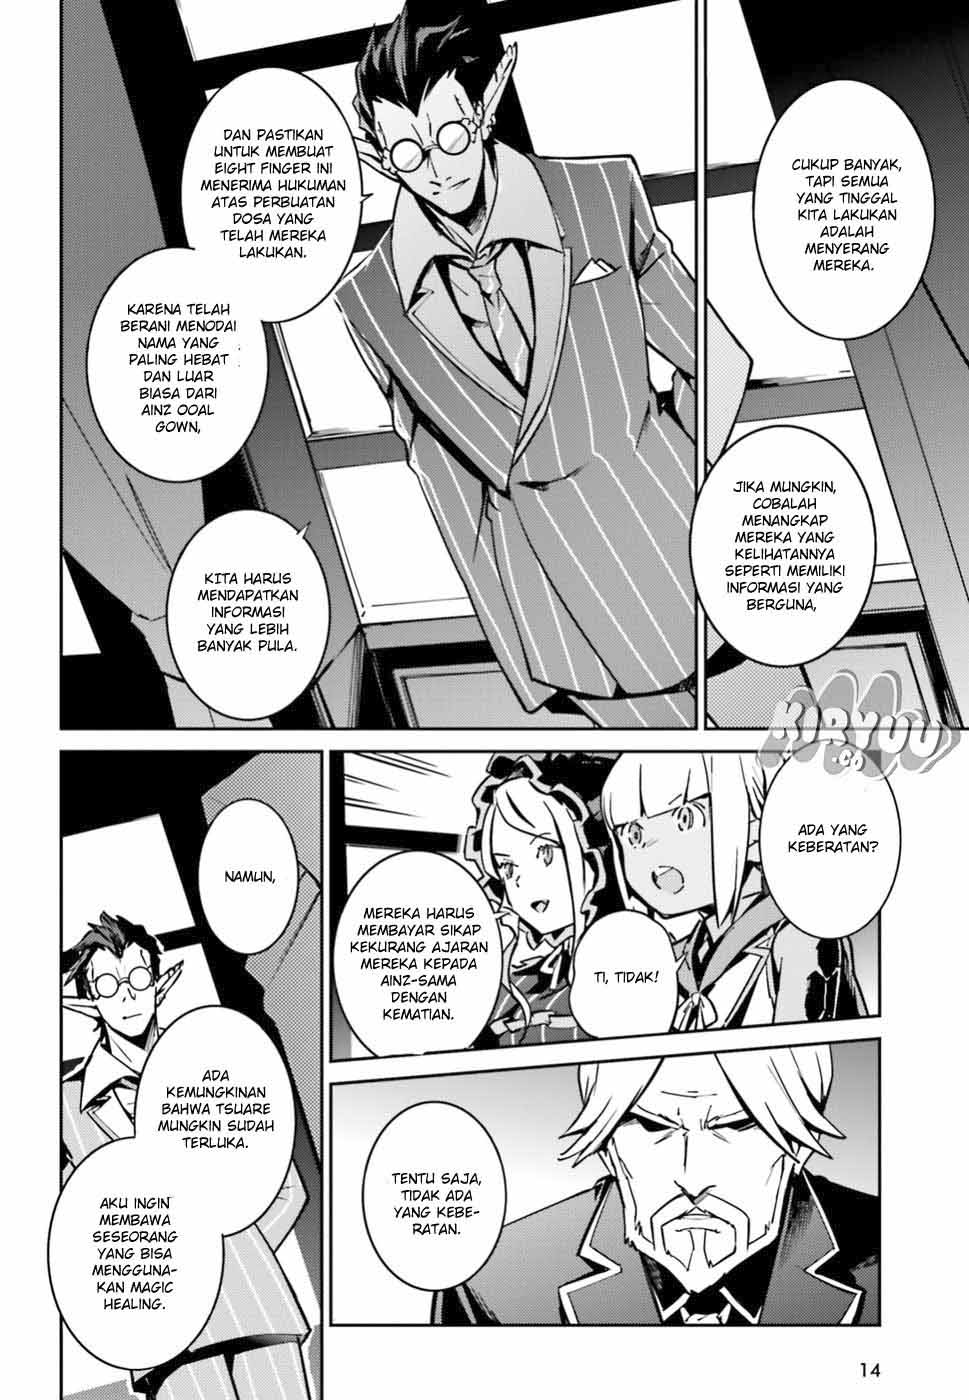 CUKUP BANYAK,
TAPI SEMUA
YANG TINGGAL
KITA LAKUKAN
ADALAH
MENYERANG
MEREKA.
JIKA MUNGKIN,
COBALAH
MENANGKAP
MEREKA YANG
KELIHATANNYA
SEPERTI MEMILIKI
INFORMASI YANG
BERGUNA,
DAN PASTIKAN
UNTUK MEMBUAT
EIGHT FINGER INI
MENERIMA HUKUMAN
ATAS PERBUATAN
DOSA YANG
TELAH MEREKA
LAKUKAN.
KARENA TELAH
BERANI MENODAI
NAMA YANG
PALING HEBAT
DAN LUAR
BIASA DARI
AINZ OOAL
GOWN,
KITA HARUS
MENDAPATKAN
INFORMASI
YANG LEBIH
BANYAK PULA.
KIRYUU
.CO
ADA YANG
KEBERATAN?
TI, TIDAK!
MEREKA HARUS
MEMBAYAR SIKAP
KEKURANG AJARAN
MEREKA KEPADA
AINZ-SAMA
DENGAN
KEMATIAN.
TENTU SAJA,
TIDAK ADA
YANG KEBE-
RATAN.
NAMUN,
ADA
KEMUNGKINAN
BAHWA TSUARE
MUNGKIN SUDAH
TERLUKA.
AKU INGIN
MEMBAWA
SESEORANG
YANG BISA
MENGGUNA-
KAN MAGIC
HEALING.
14